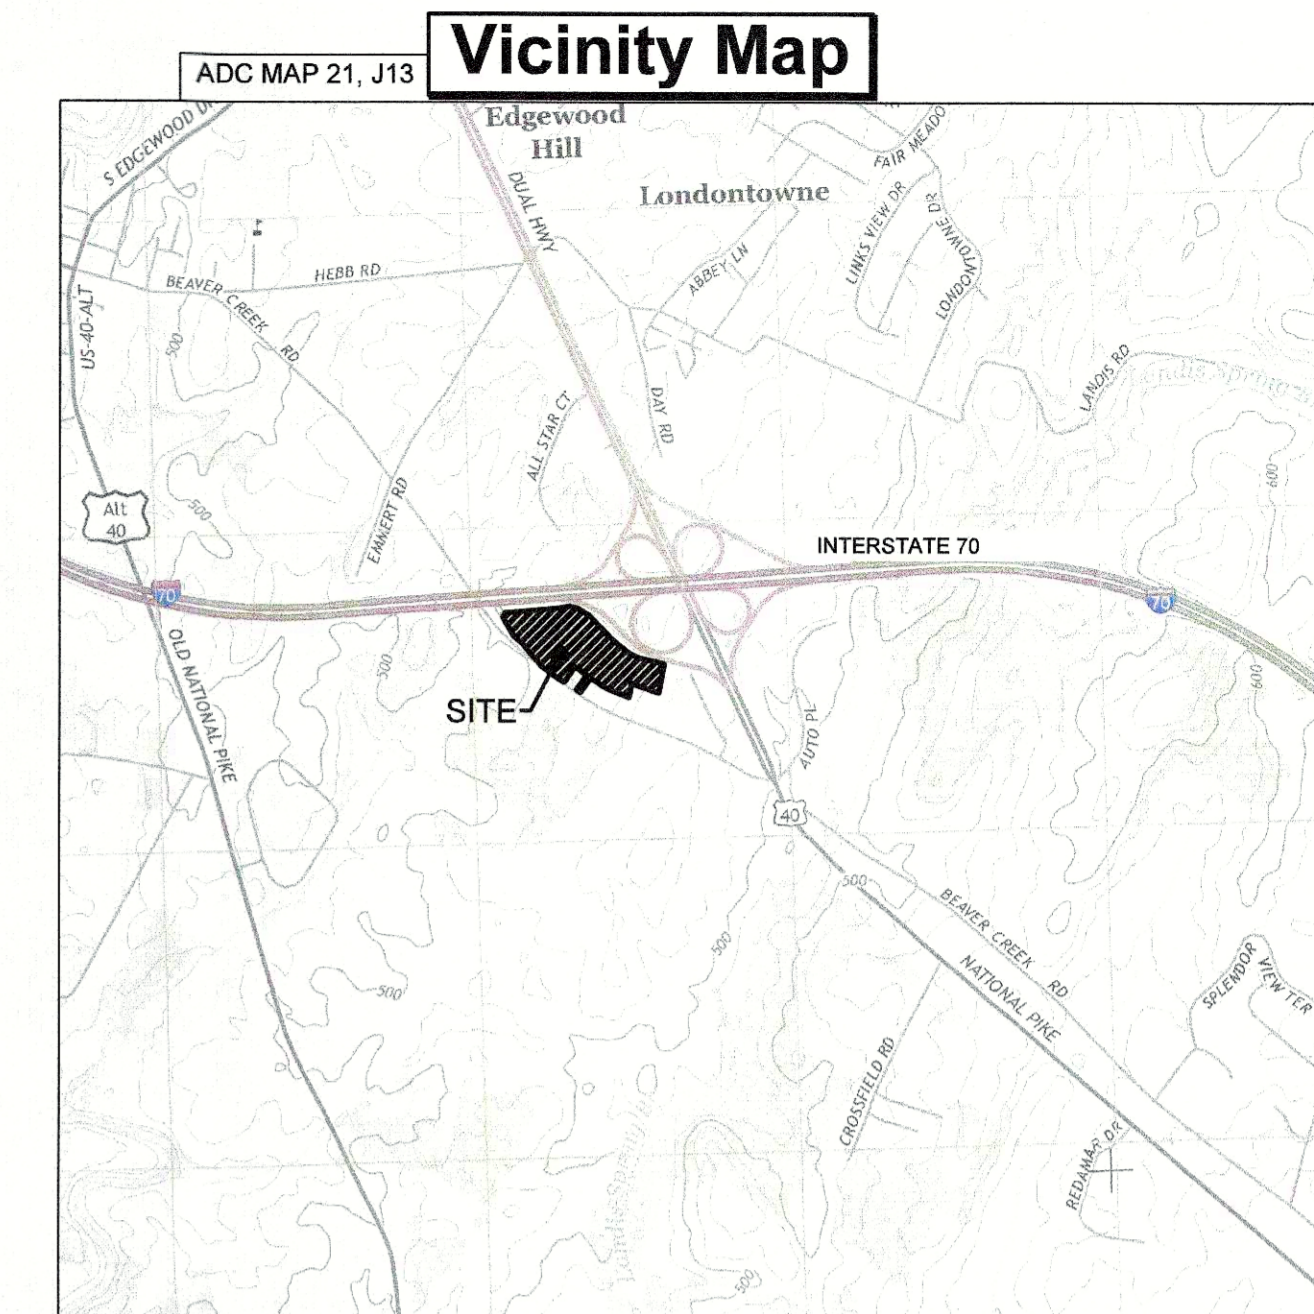 Vicinity Map
ADC MAP 21, J13
Edgewood
Hill
Londontowne
S EDGEWOOD
DUAL HWY
FAIR MEADO
LINKS VIEW DR
LONDONTOWNE DR
ABBEY LN
HEBB RD
BEAVER CREEK RD
US-40-ALT
500
LANDIS RD
Landis Spring
DAY RD
ALL STAR CT
600
500
Alt
40
EMMERT RD
INTERSTATE 70
70
70
OLD NATIONAL PIKE
500
600
SITE
AUTO PL
40
500
BEAVER CREEK RD
500
NATIONAL PIKE
SPLENDOR VIEW TER
500
CROSSFIELD RD
REDAMAR DR
500